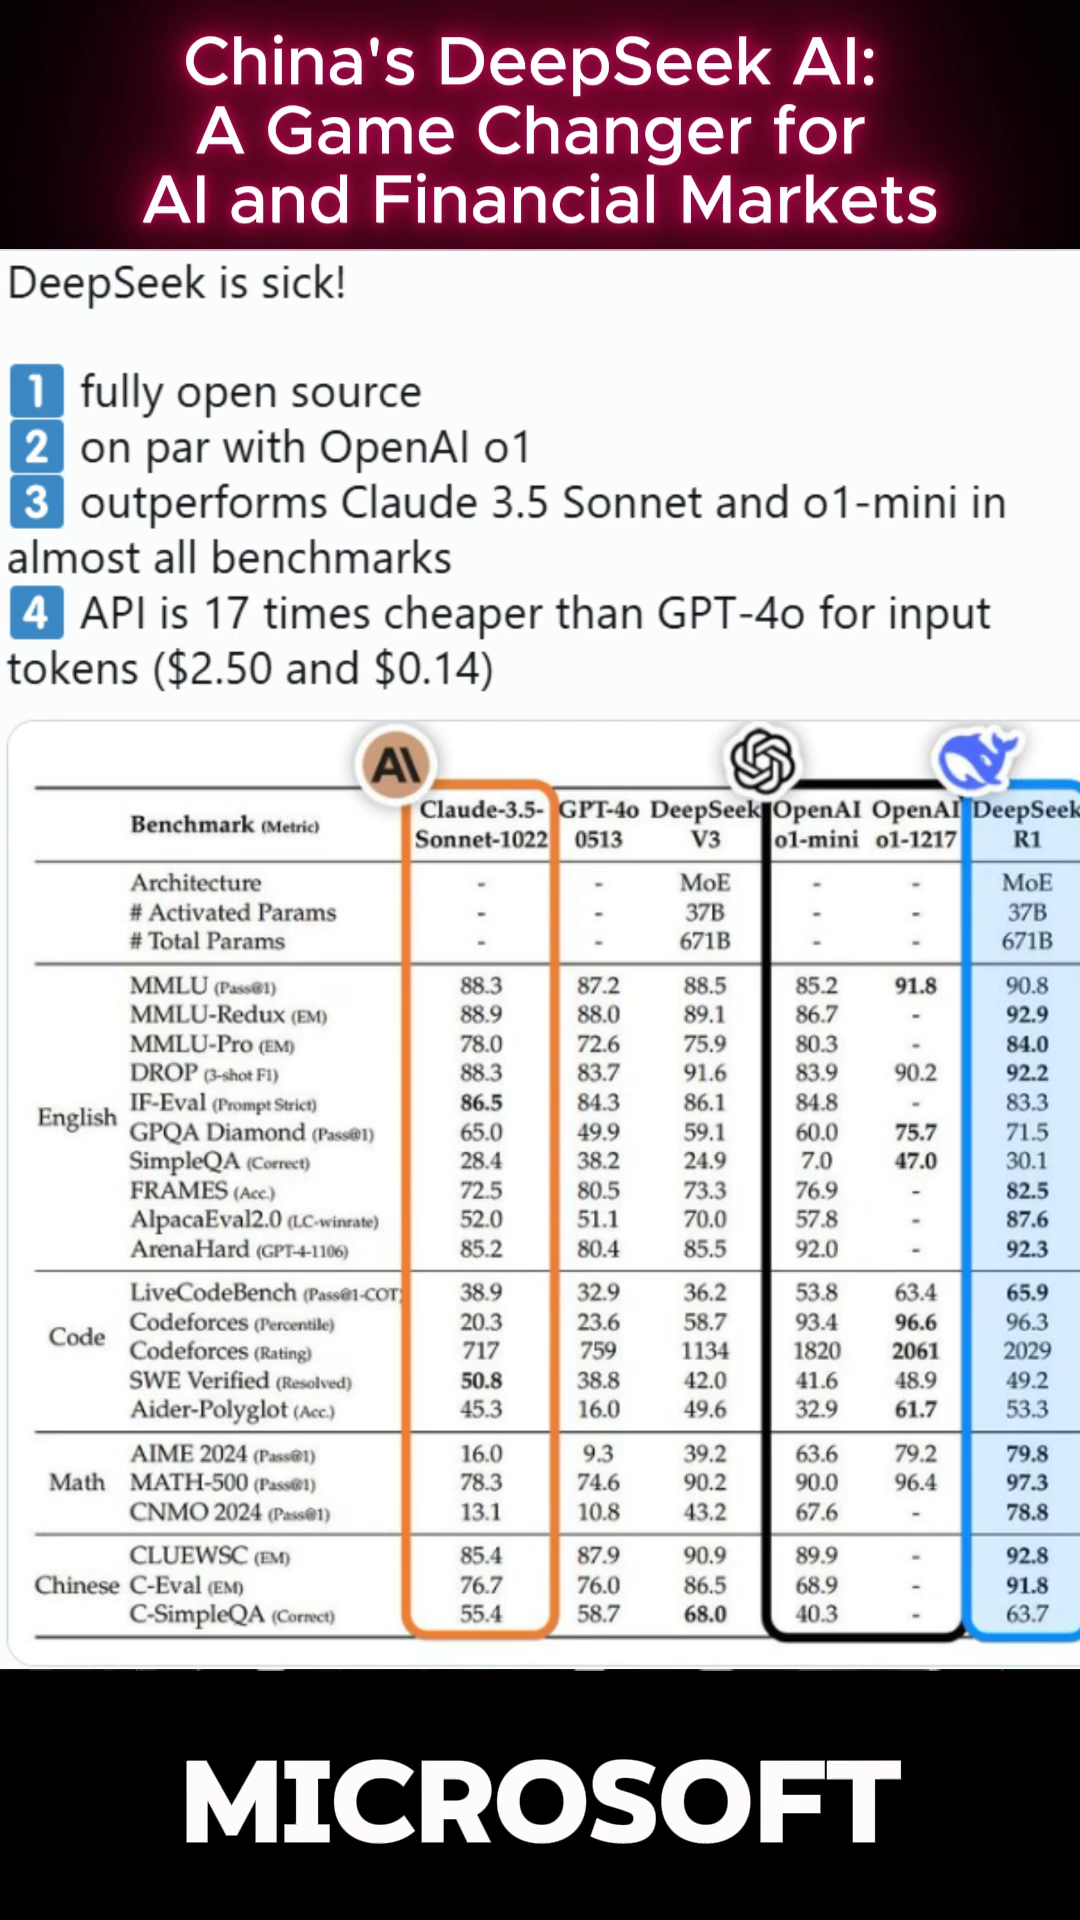 China's DeepSeek AI:
A Game Changer for
AI and Financial Markets
DeepSeek is sick!
1 fully open source
2 on par with OpenAI o1
3 outperforms Claude 3.5 Sonnet and o1-mini in
almost all benchmarks
4 API is 17 times cheaper than GPT-4o for input
tokens ($2.50 and $0.14)
AI
Benchmark (Metric) Claude-3.5-Sonnet-1022 GPT-4o 0513 DeepSeek V3 OpenAI o1-mini OpenAI o1-1217 DeepSeek R1
Architecture - - MoE - - MoE
# Activated Params - - 37B - - 37B
# Total Params - - 671B - - 671B
English
MMLU (Pass@1) 88.3 87.2 88.5 85.2 91.8 90.8
MMLU-Redux (EM) 88.9 88.0 89.1 86.7 - 92.9
MMLU-Pro (EM) 78.0 72.6 75.9 80.3 - 84.0
DROP (3-shot F1) 88.3 83.7 91.6 83.9 90.2 92.2
IF-Eval (Prompt Strict) 86.5 84.3 86.1 84.8 - 83.3
GPQA Diamond (Pass@1) 65.0 49.9 59.1 60.0 75.7 71.5
SimpleQA (Correct) 28.4 38.2 24.9 7.0 47.0 30.1
FRAMES (Acc.) 72.5 80.5 73.3 76.9 - 82.5
AlpacaEval2.0 (LC-winrate) 52.0 51.1 70.0 57.8 - 87.6
ArenaHard (GPT-4-1106) 85.2 80.4 85.5 92.0 - 92.3
Code
LiveCodeBench (Pass@1-COT) 38.9 32.9 36.2 53.8 63.4 65.9
Codeforces (Percentile) 20.3 23.6 58.7 93.4 96.6 96.3
Codeforces (Rating) 717 759 1134 1820 2061 2029
SWE Verified (Resolved) 50.8 38.8 42.0 41.6 48.9 49.2
Aider-Polyglot (Acc.) 45.3 16.0 49.6 32.9 61.7 53.3
Math
AIME 2024 (Pass@1) 16.0 9.3 39.2 63.6 79.2 79.8
MATH-500 (Pass@1) 78.3 74.6 90.2 90.0 96.4 97.3
CNMO 2024 (Pass@1) 13.1 10.8 43.2 67.6 - 78.8
Chinese
CLUEWSC (EM) 85.4 87.9 90.9 89.9 - 92.8
C-Eval (EM) 76.7 76.0 86.5 68.9 - 91.8
C-SimpleQA (Correct) 55.4 58.7 68.0 40.3 - 63.7
MICROSOFT